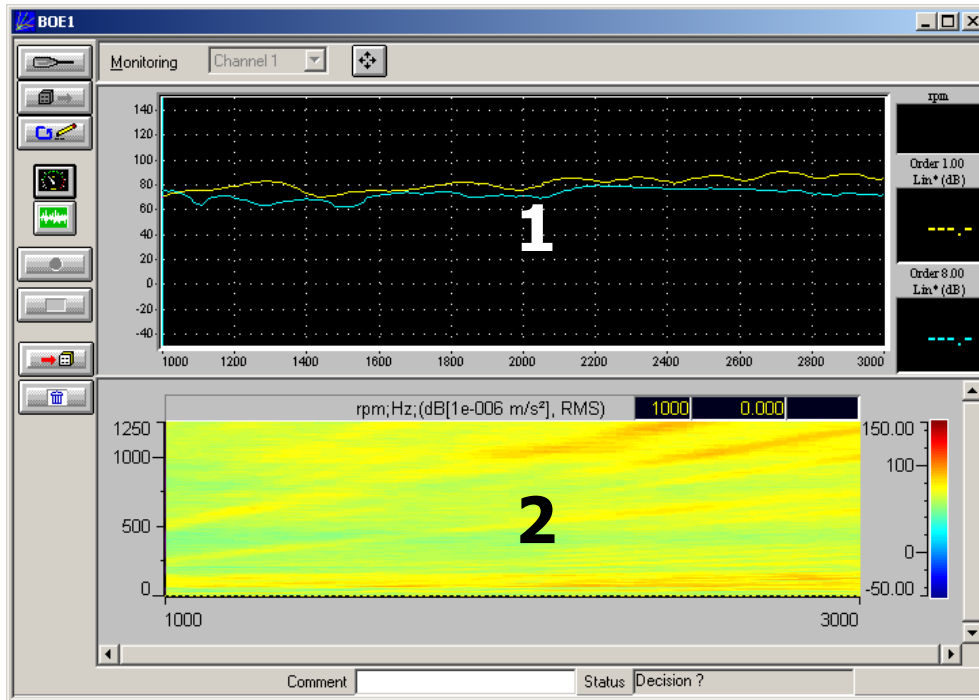 BOE1
Monitoring Channel 1
rpm
140
120
100
80
60
40
20
0
-20
-40
1000 1200 1400 1600 1800 2000 2200 2400 2600 2800 3000
1
Order 1.00
Lin* (dB)
---.-
Order 8.00
Lin* (dB)
---.-
rpm;Hz;(dB[1e-006 m/s²], RMS) 1000 0.000
1250
1000
500
0
1000 3000
2
150.00
100
0
-50.00
Comment Status Decision ?